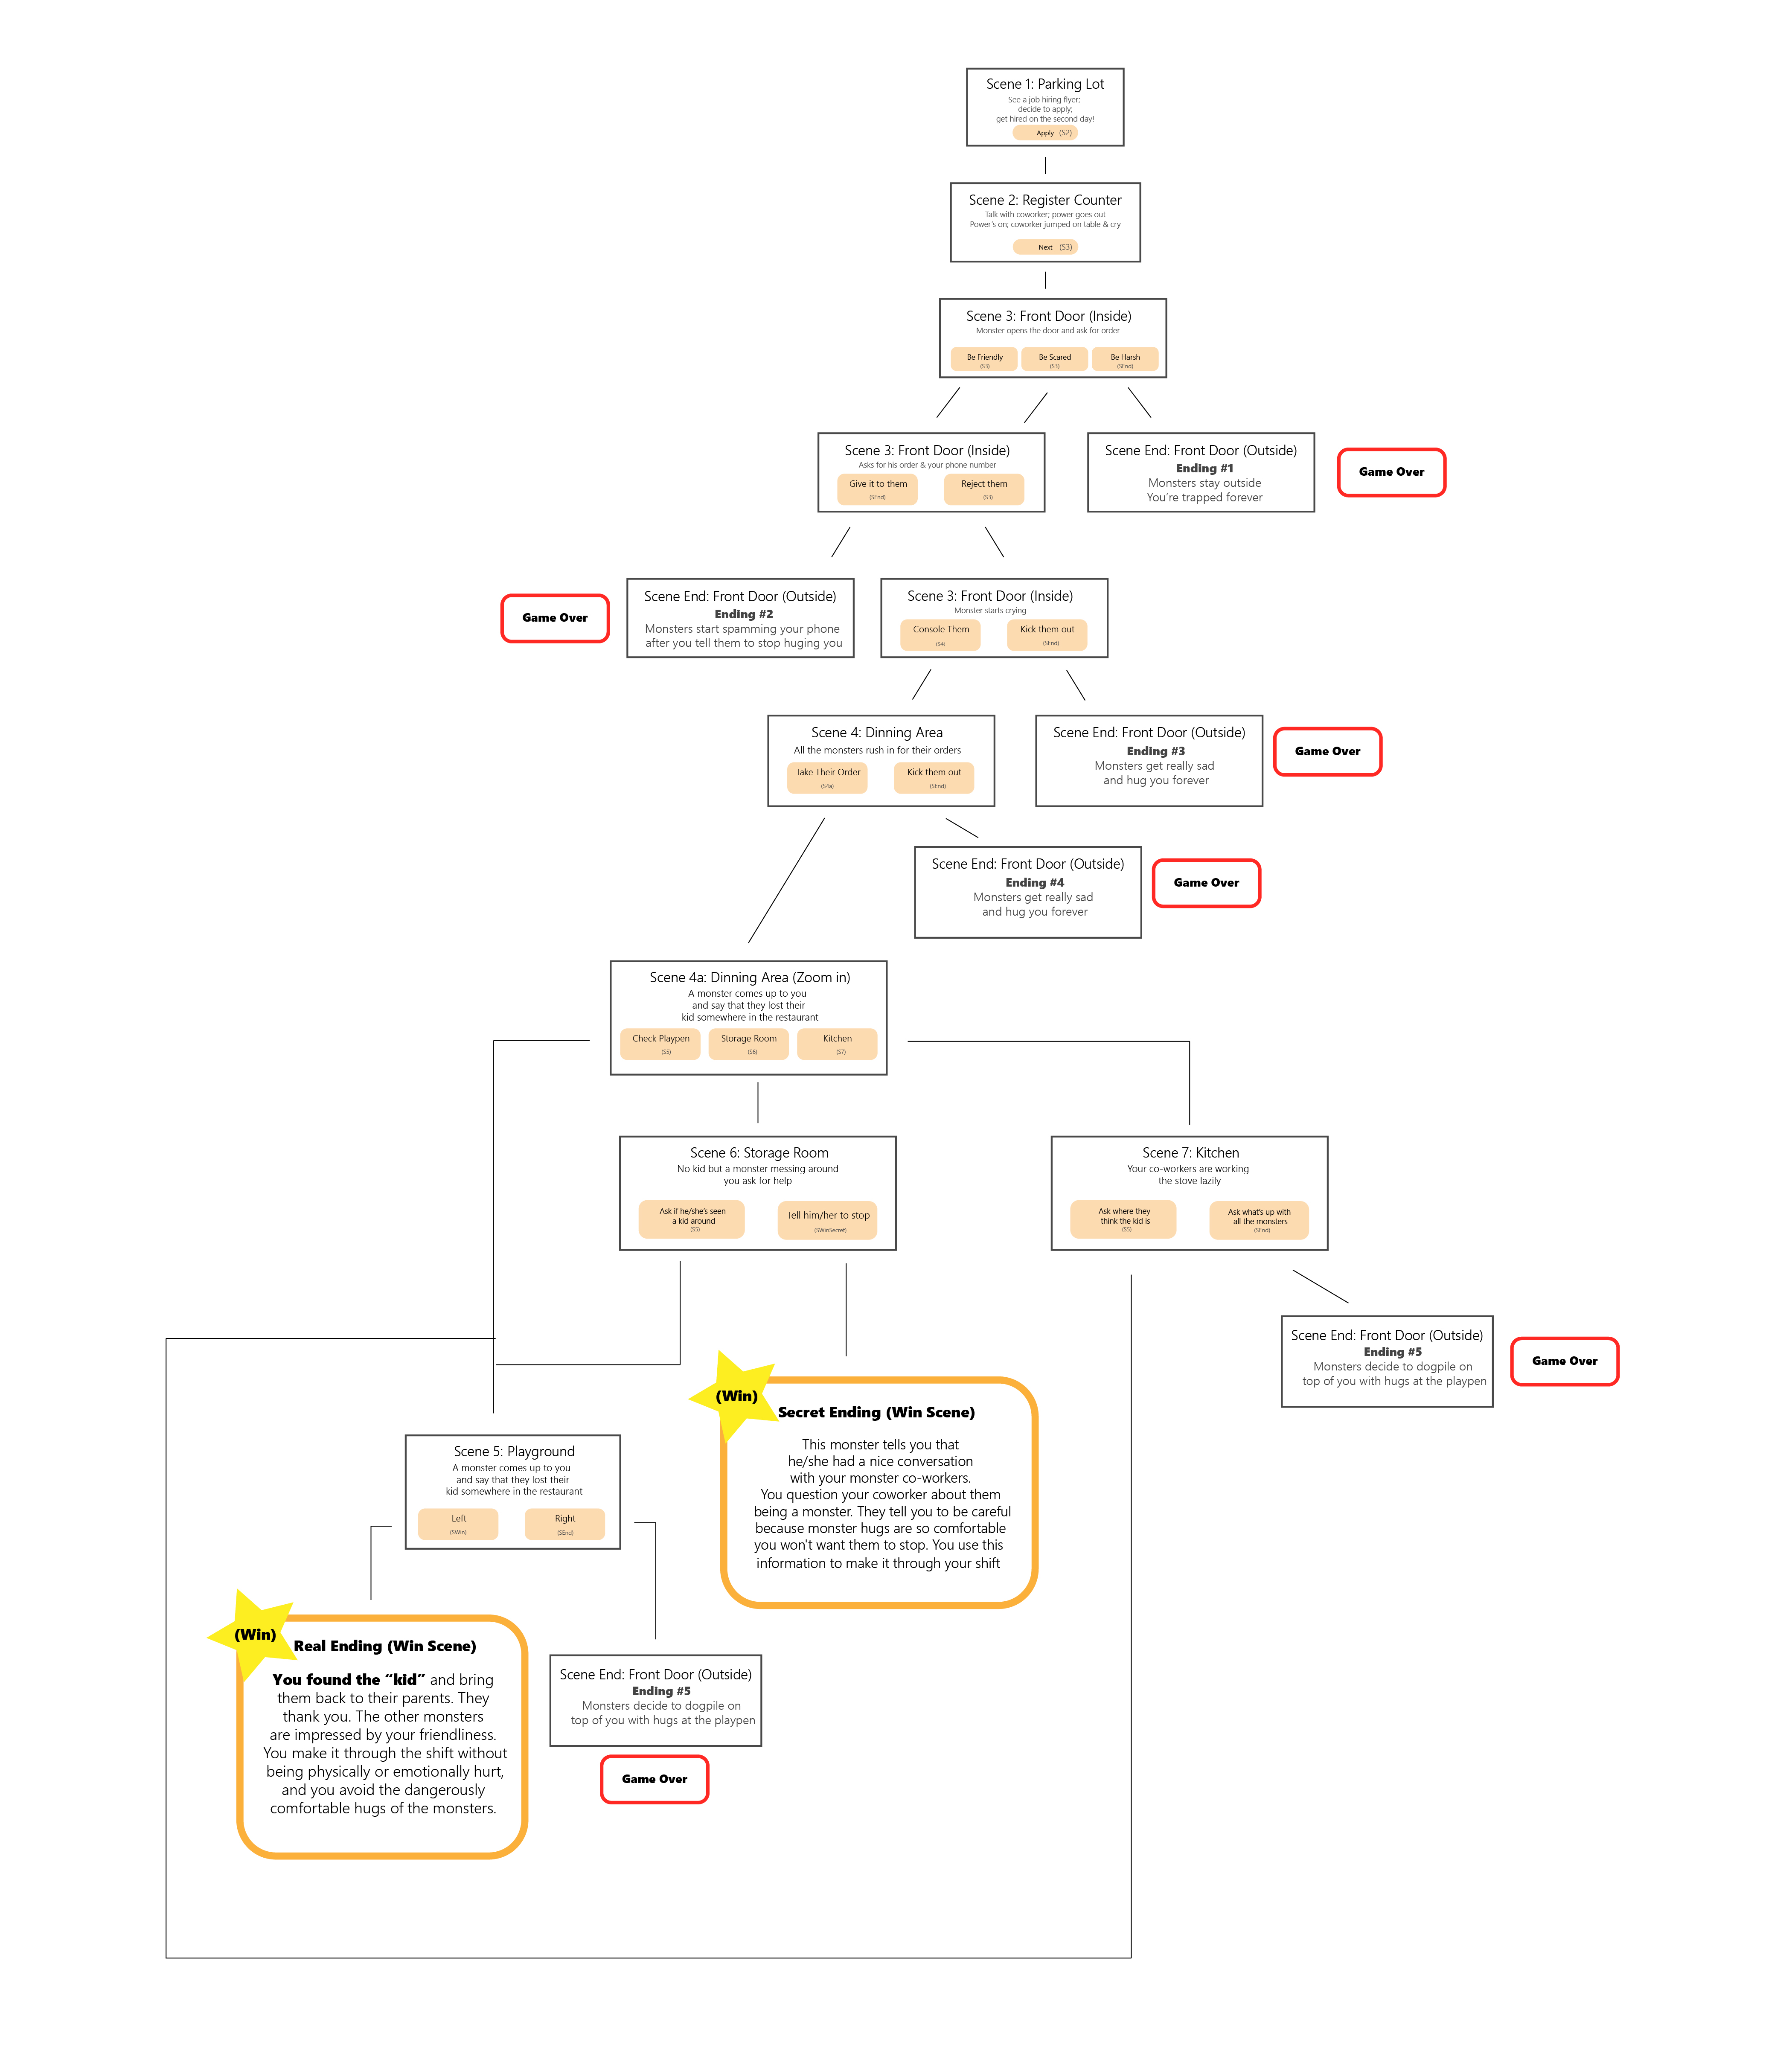 Scene 1: Parking Lot
See a job hiring flyer;
decide to apply;
get hired on the second day!
Apply (S2)
Scene 2: Register Counter
Talk with coworker; power goes out
Power's on; coworker jumped on table & cry
Next (S3)
Scene 3: Front Door (Inside)
Monster opens the door and ask for order
Be Friendly
(S3)
Be Scared
(S3)
Be Harsh
(SEnd)
Scene 3: Front Door (Inside)
Asks for his order & your phone number
Give it to them
(SEnd)
Reject them
(S3)
Scene End: Front Door (Outside)
Ending #1
Monsters stay outside
You're trapped forever
Game Over
Game Over
Scene End: Front Door (Outside)
Ending #2
Monsters start spamming your phone
after you tell them to stop huging you
Scene 3: Front Door (Inside)
Monster starts crying
Console Them
(S4)
Kick them out
(SEnd)
Scene 4: Dinning Area
All the monsters rush in for their orders
Take Their Order
(S4a)
Kick them out
(SEnd)
Scene End: Front Door (Outside)
Ending #3
Monsters get really sad
and hug you forever
Game Over
Scene End: Front Door (Outside)
Ending #4
Monsters get really sad
and hug you forever
Game Over
Scene 4a: Dinning Area (Zoom in)
A monster comes up to you
and say that they lost their
kid somewhere in the restaurant
Check Playpen
(S5)
Storage Room
(S6)
Kitchen
(S7)
Scene 6: Storage Room
No kid but a monster messing around
you ask for help
Ask if he/she's seen
a kid around
(S5)
Tell him/her to stop
(SWinSecret)
Scene 7: Kitchen
Your co-workers are working
the stove lazily
Ask where they
think the kid is
(S5)
Ask what's up with
all the monsters
(SEnd)
Scene End: Front Door (Outside)
Ending #5
Monsters decide to dogpile on
top of you with hugs at the playpen
Game Over
(Win)
Secret Ending (Win Scene)
This monster tells you that
he/she had a nice conversation
with your monster co-workers.
You question your coworker about them
being a monster. They tell you to be careful
because monster hugs are so comfortable
you won't want them to stop. You use this
information to make it through your shift
Scene 5: Playground
A monster comes up to you
and say that they lost their
kid somewhere in the restaurant
Left
(SWin)
Right
(SEnd)
(Win)
Real Ending (Win Scene)
You found the “kid” and bring
them back to their parents. They
thank you. The other monsters
are impressed by your friendliness.
You make it through the shift without
being physically or emotionally hurt,
and you avoid the dangerously
comfortable hugs of the monsters.
Scene End: Front Door (Outside)
Ending #5
Monsters decide to dogpile on
top of you with hugs at the playpen
Game Over